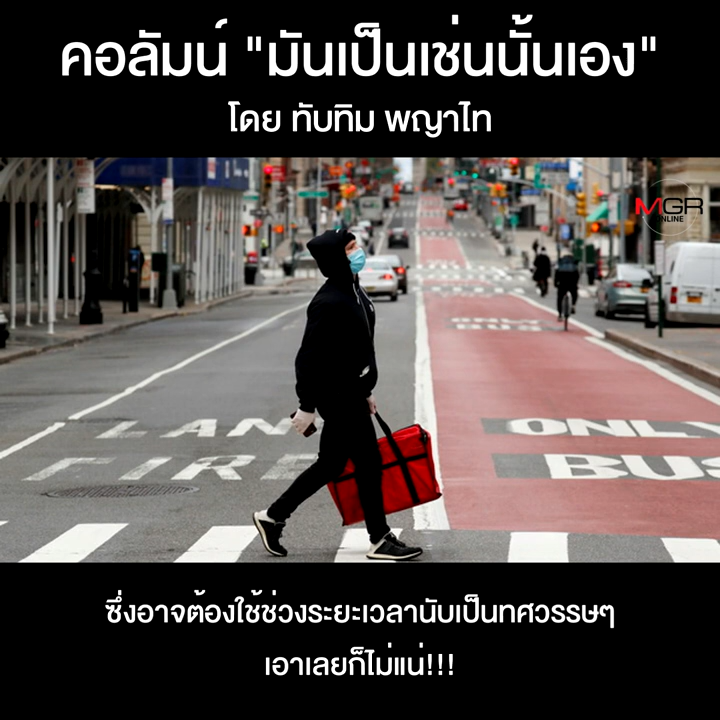 คอลัมน์ "มันเป็นเช่นนั้นเอง"
โดย ทับทิม พญาไท
MGR
ONLINE
ONLY
BUS
LANE
ONLY
FIRE
BUS
ซึ่งอาจต้องใช้ช่วงระยะเวลานับเป็นทศวรรษๆ
เอาเลยก็ไม่แน่!!!